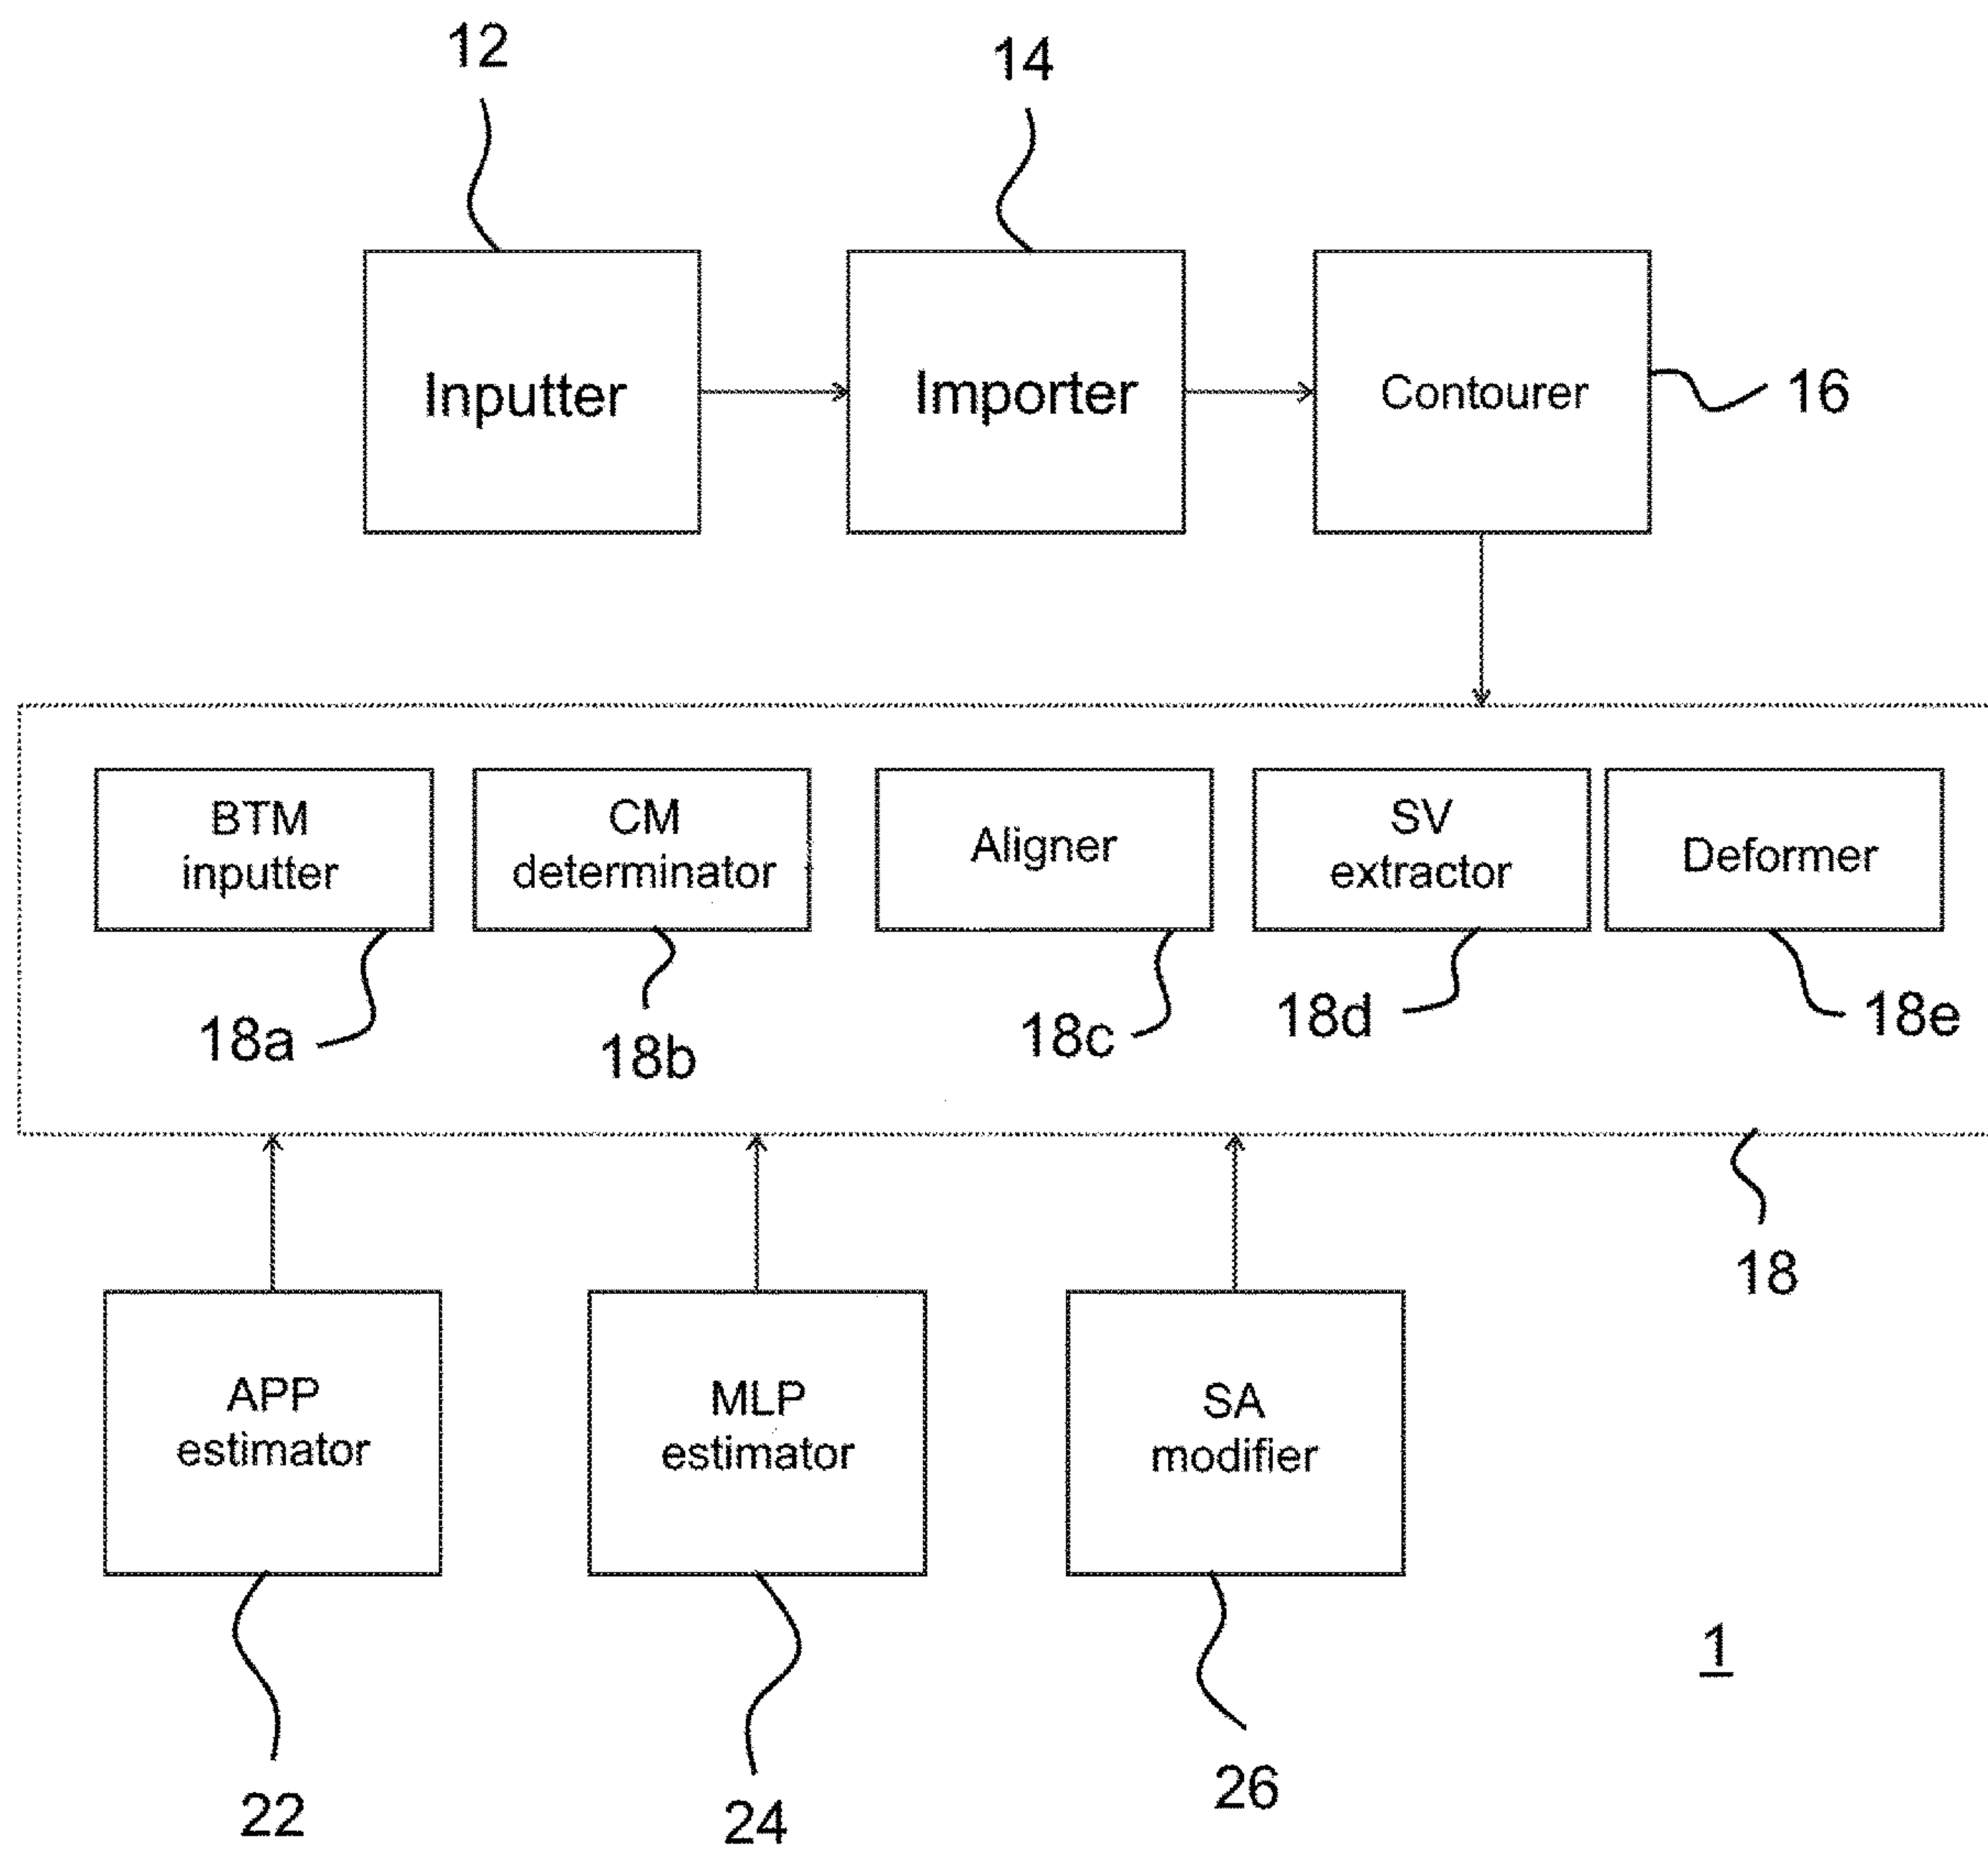 12
14
Inputter
Importer
Contourer
16
BTM
inputter
CM
determinator
Aligner
SV
extractor
Deformer
18a
18b
18c
18d
18e
18
APP
estimator
MLP
estimator
SA
modifier
1
22
24
26